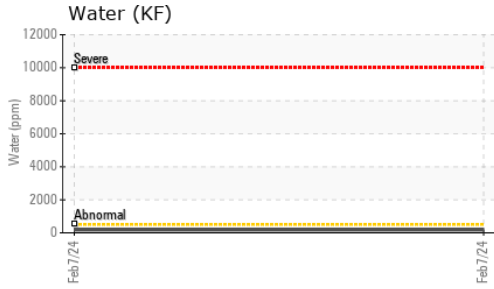 Water (KF)
12000
Severe
10000
8000
Water (ppm)
6000
4000
2000
Abnormal
0
Feb7/24
Feb7/24